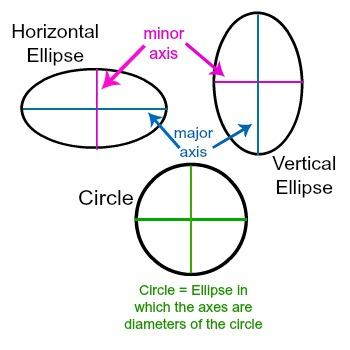 Horizontal
Ellipse
minor
axis
major
axis
Vertical
Ellipse
Circle
Circle = Ellipse in
which the axes are
diameters of the circle